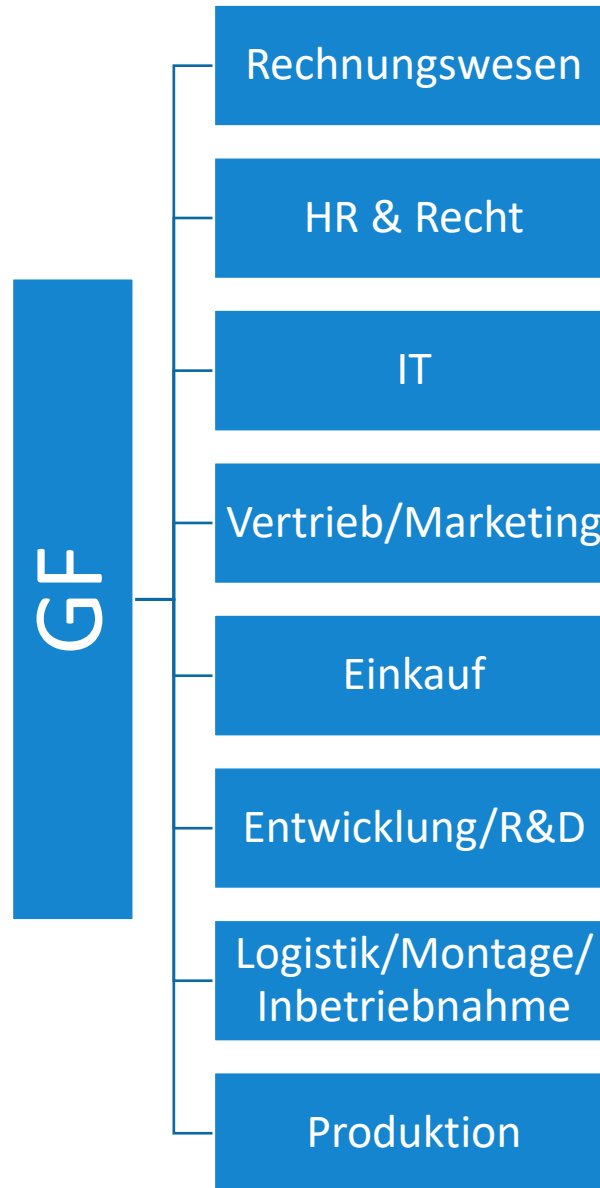 Rechnungswesen
HR & Recht
IT
Vertrieb/Marketing
GF
Einkauf
Entwicklung/R&D
Logistik/Montage/
Inbetriebnahme
Produktion